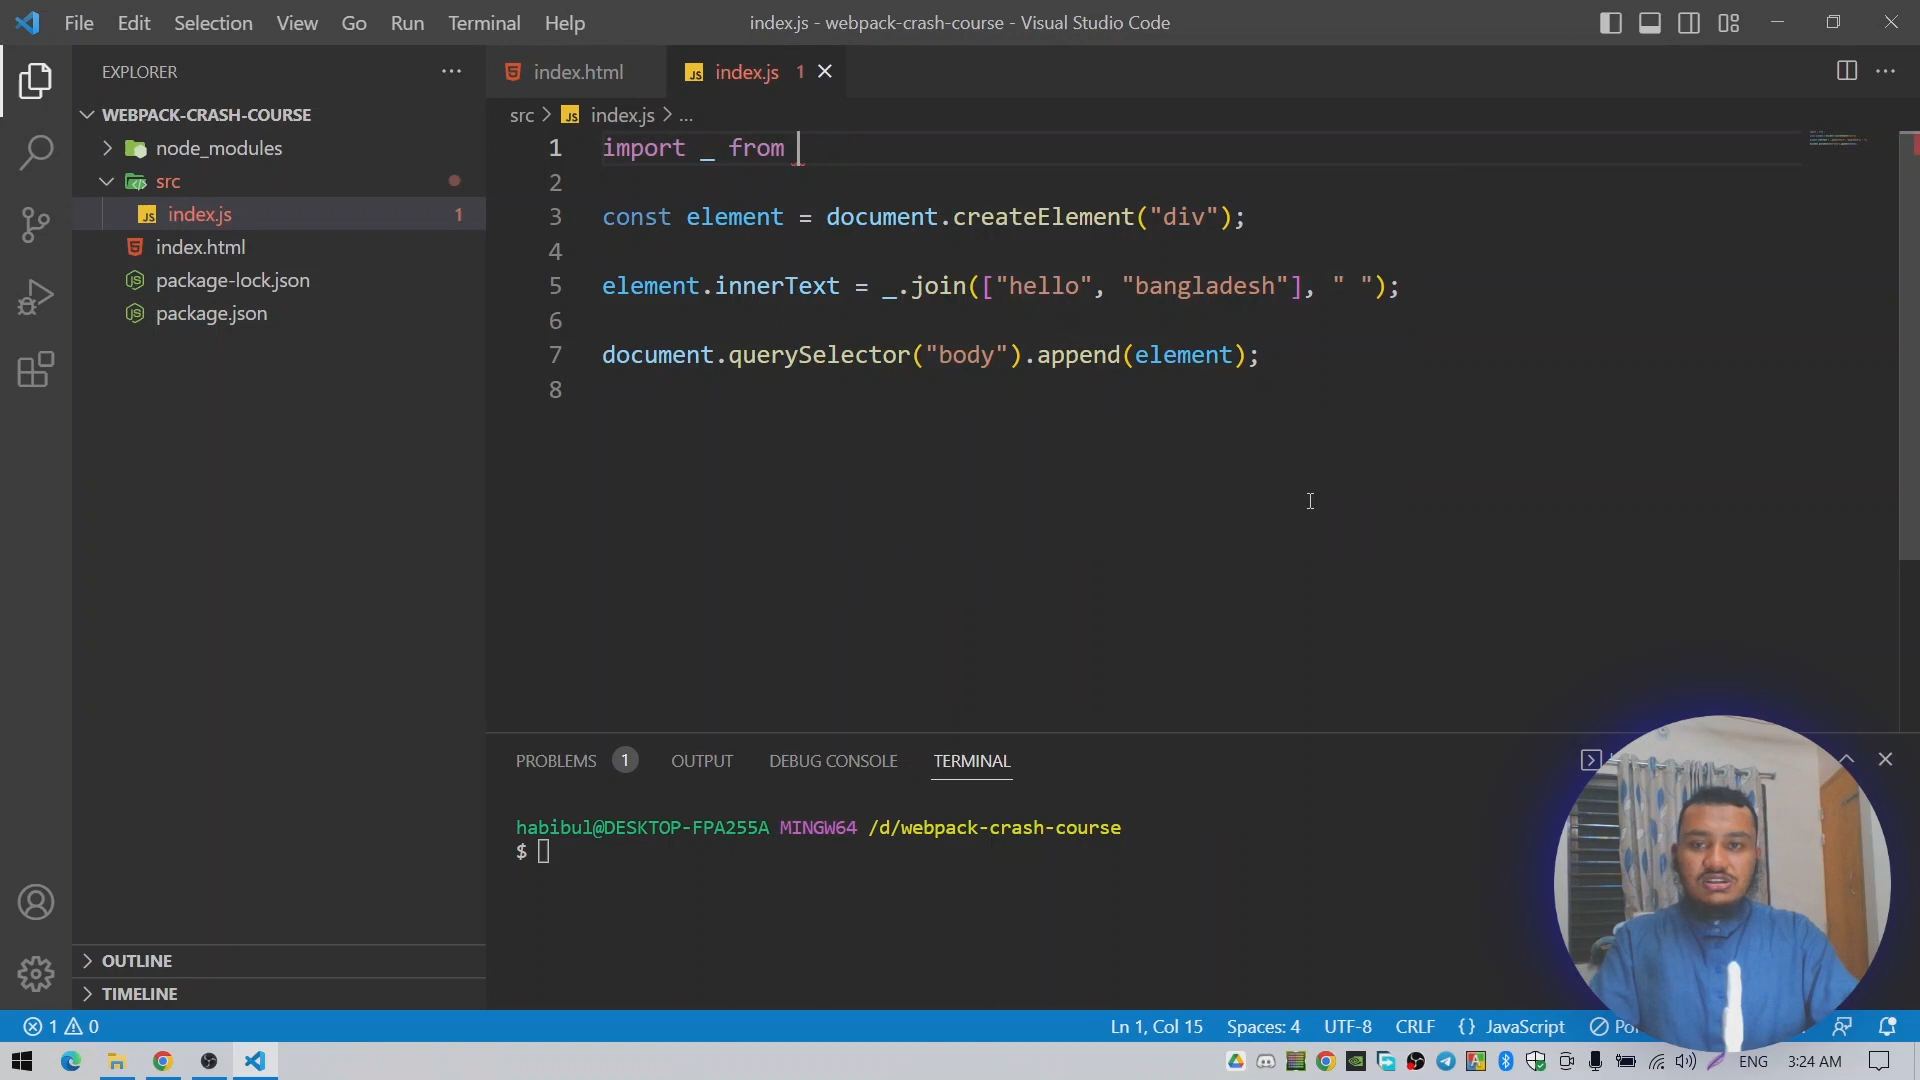 File Edit Selection View Go Run Terminal Help
index.js - webpack-crash-course - Visual Studio Code
EXPLORER
WEBPACK-CRASH-COURSE
node_modules
src
index.js 1
index.html
package-lock.json
package.json
OUTLINE
TIMELINE
index.html
index.js 1
src > index.js > ...
1 import _ from
2
3 const element = document.createElement("div");
4
5 element.innerText = _.join(["hello", "bangladesh"], " ");
6
7 document.querySelector("body").append(element);
8
PROBLEMS 1 OUTPUT DEBUG CONSOLE TERMINAL
habibul@DESKTOP-FPA255A MINGW64 /d/webpack-crash-course
$
1 0
Ln 1, Col 15 Spaces: 4 UTF-8 CRLF {} JavaScript
ENG 3:24 AM